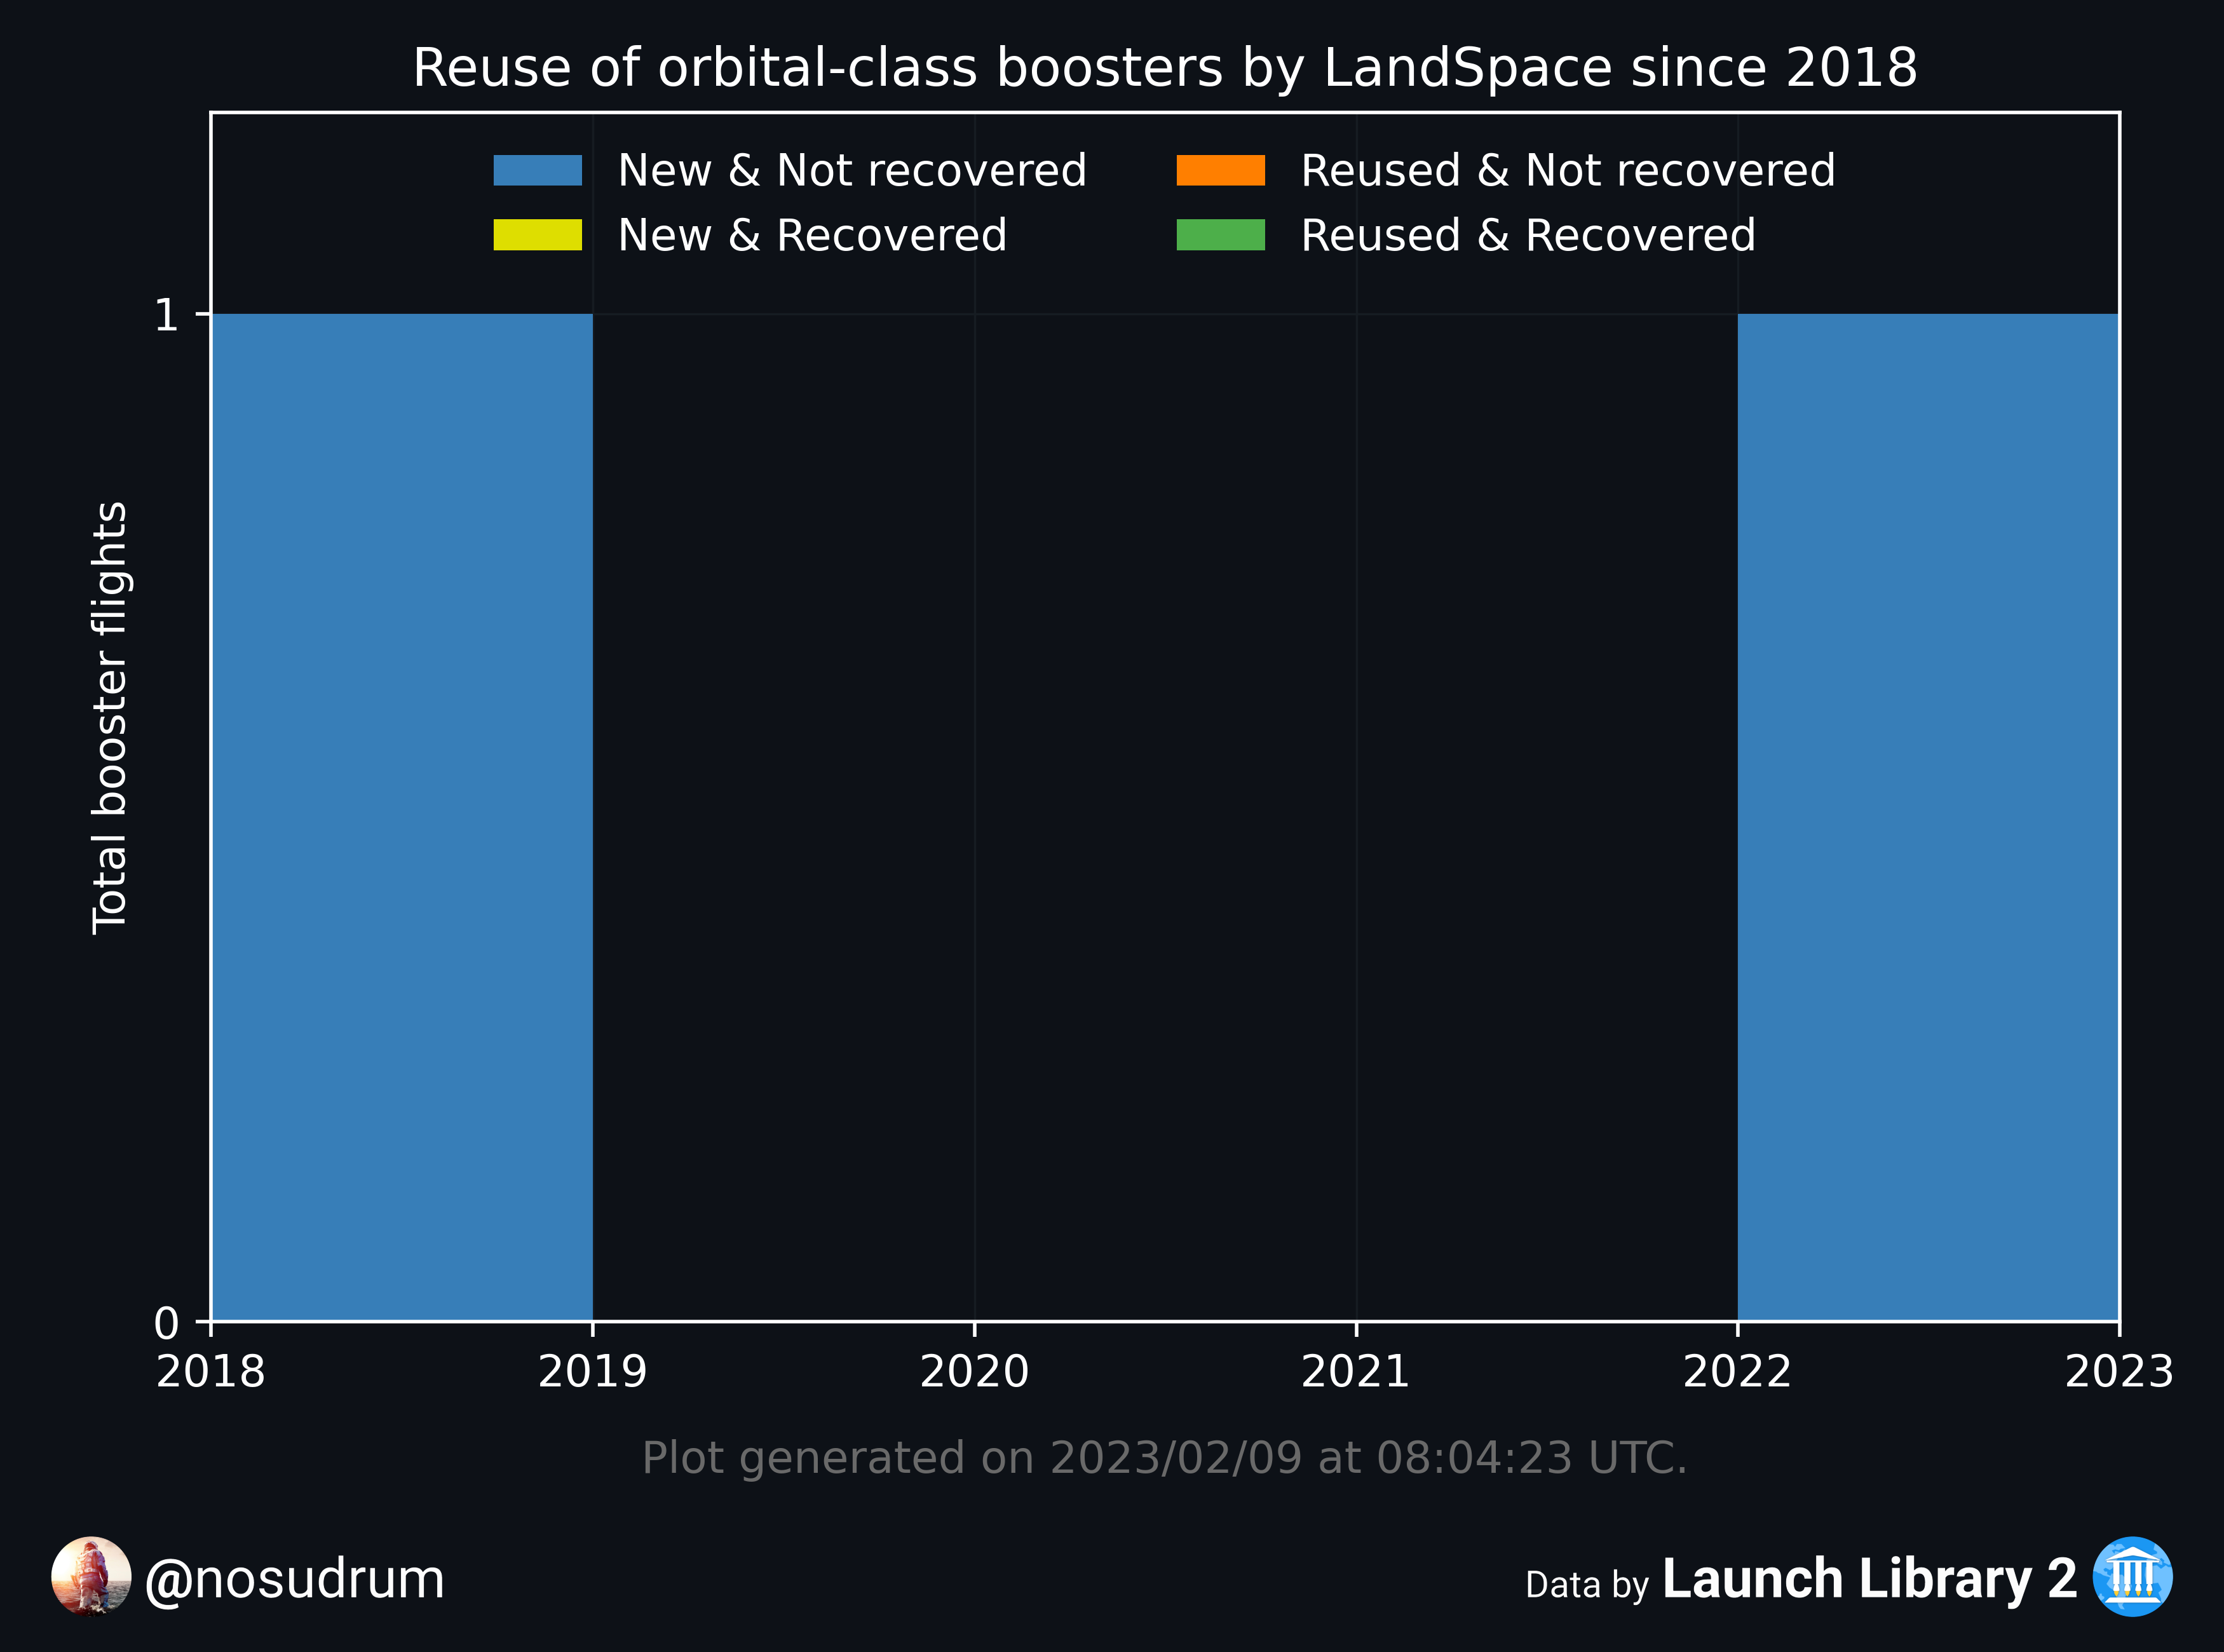 Reuse of orbital-class boosters by LandSpace since 2018
New & Not recovered
New & Recovered
Reused & Not recovered
Reused & Recovered
Total booster flights
1
0
2018 2019 2020 2021 2022 2023
Plot generated on 2023/02/09 at 08:04:23 UTC.
@nosudrum
Data by Launch Library 2